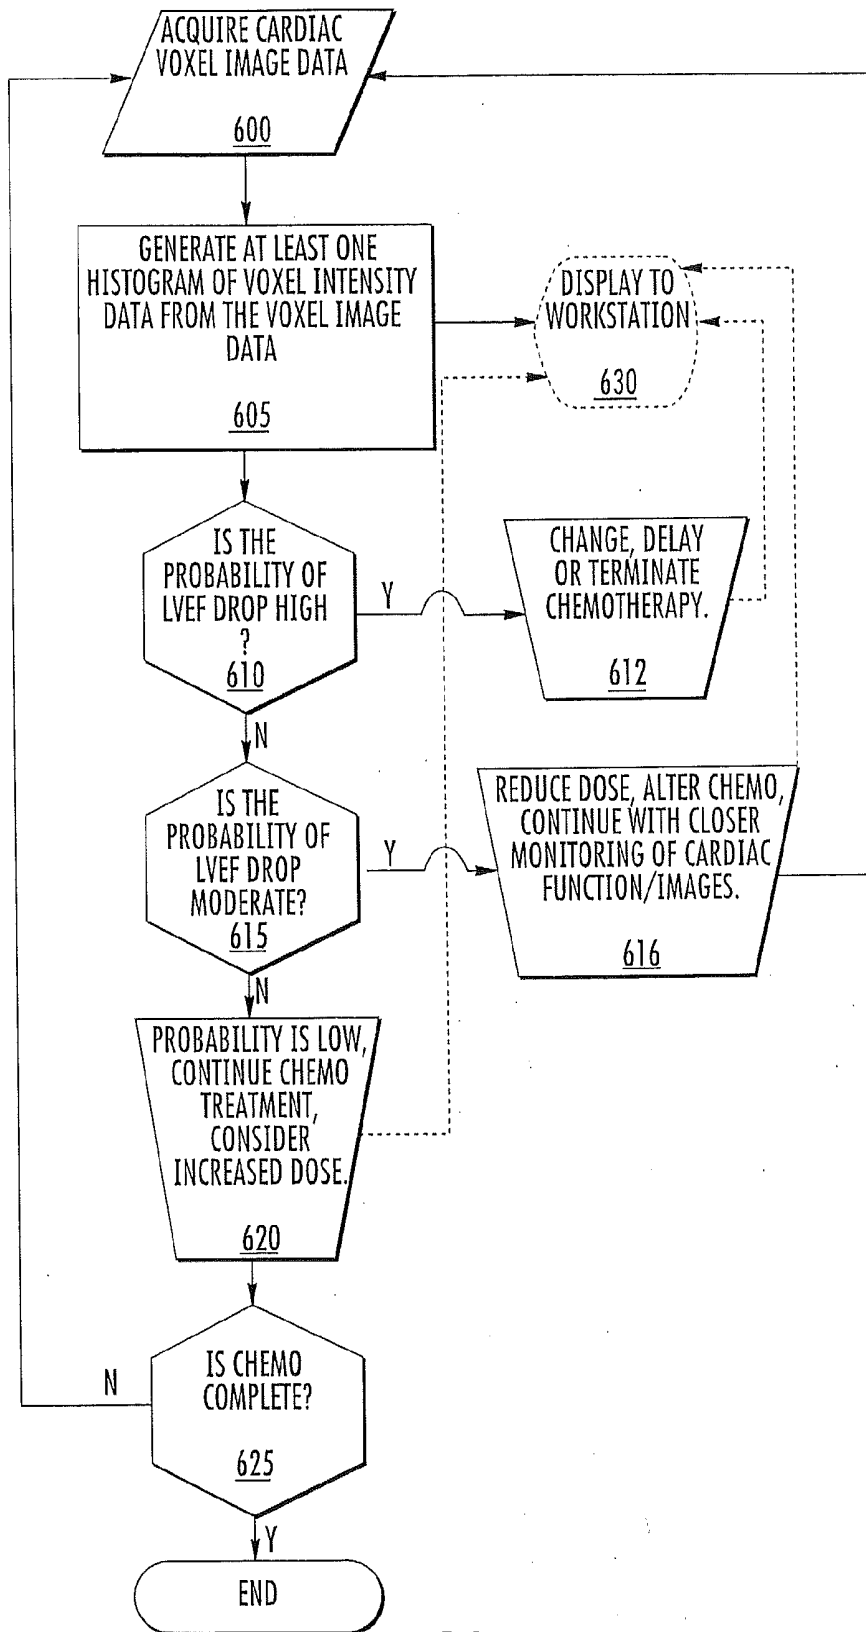 ACQUIRE CARDIAC
VOXEL IMAGE DATA
600
GENERATE AT LEAST ONE
HISTOGRAM OF VOXEL INTENSITY
DATA FROM THE VOXEL IMAGE
DATA
605
DISPLAY TO
WORKSTATION
630
IS THE
PROBABILITY OF
LVEF DROP HIGH
?
610
Y
CHANGE, DELAY
OR TERMINATE
CHEMOTHERAPY.
612
N
IS THE
PROBABILITY OF
LVEF DROP
MODERATE?
615
Y
REDUCE DOSE, ALTER CHEMO,
CONTINUE WITH CLOSER
MONITORING OF CARDIAC
FUNCTION/IMAGES.
616
N
PROBABILITY IS LOW,
CONTINUE CHEMO
TREATMENT,
CONSIDER
INCREASED DOSE.
620
IS CHEMO
COMPLETE?
625
N
Y
END